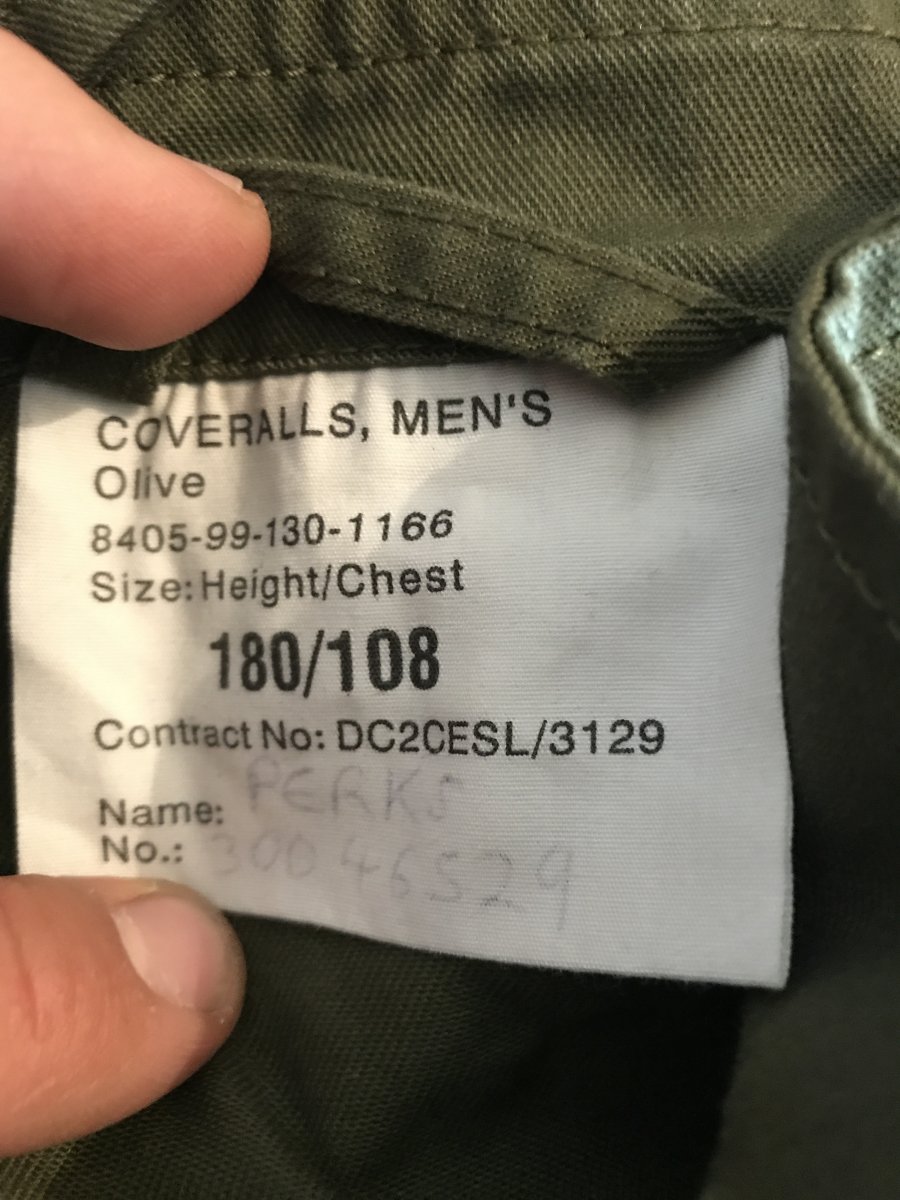 COVERALLS, MEN'S
Olive
8405-99-130-1166
Size: Height/Chest
180/108
Contract No: DC2CESL/3129
Name: PERKS
No.: 30046529